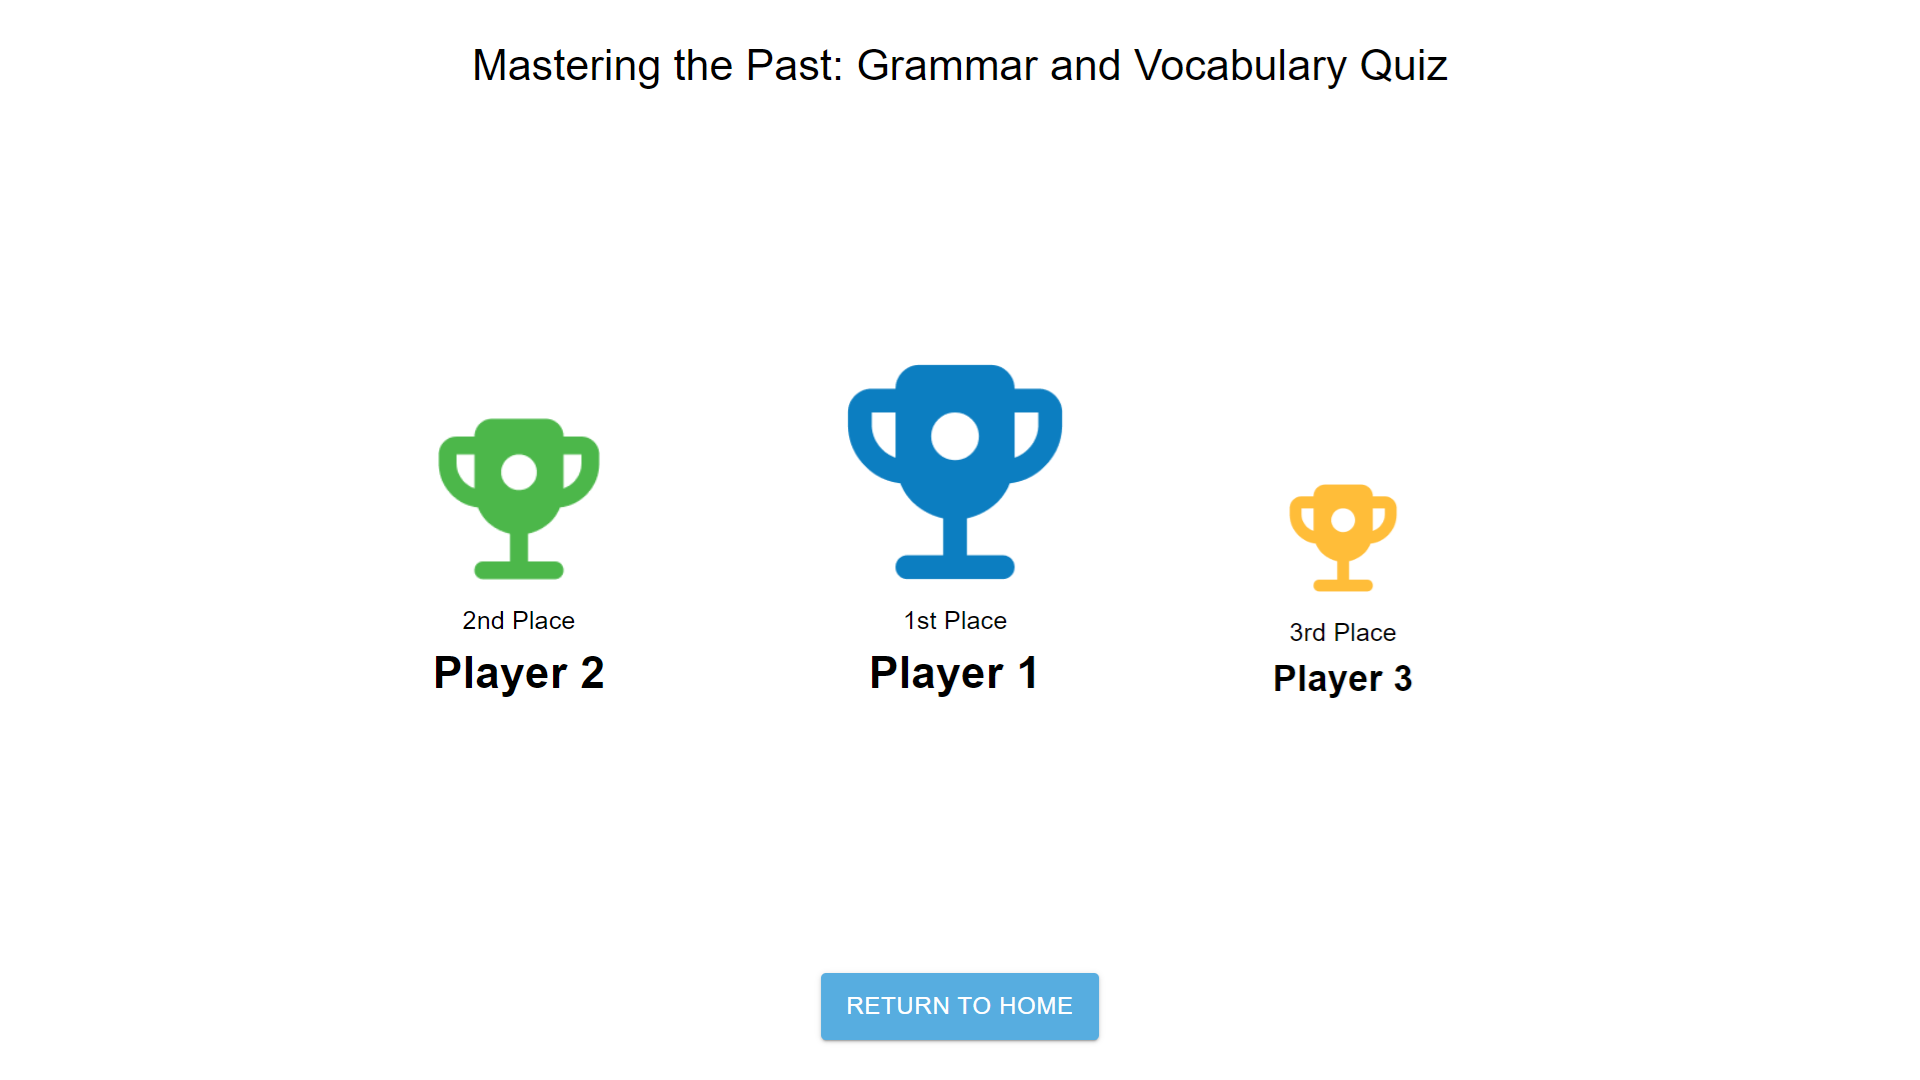 Mastering the Past: Grammar and Vocabulary Quiz
2nd Place
Player 2
1st Place
Player 1
3rd Place
Player 3
RETURN TO HOME